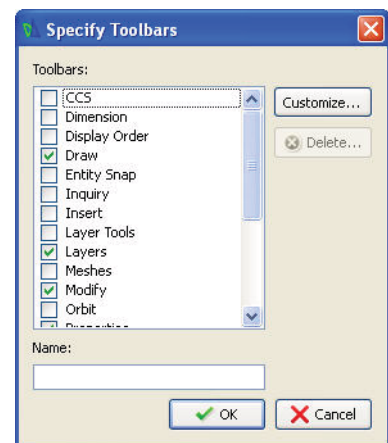 Specify Toolbars
Toolbars:
CCS
Customize...
Dimension
Display Order
Delete...
Draw
Entity Snap
Inquiry
Insert
Layer Tools
Layers
Meshes
Modify
Orbit
Name:
OK
Cancel